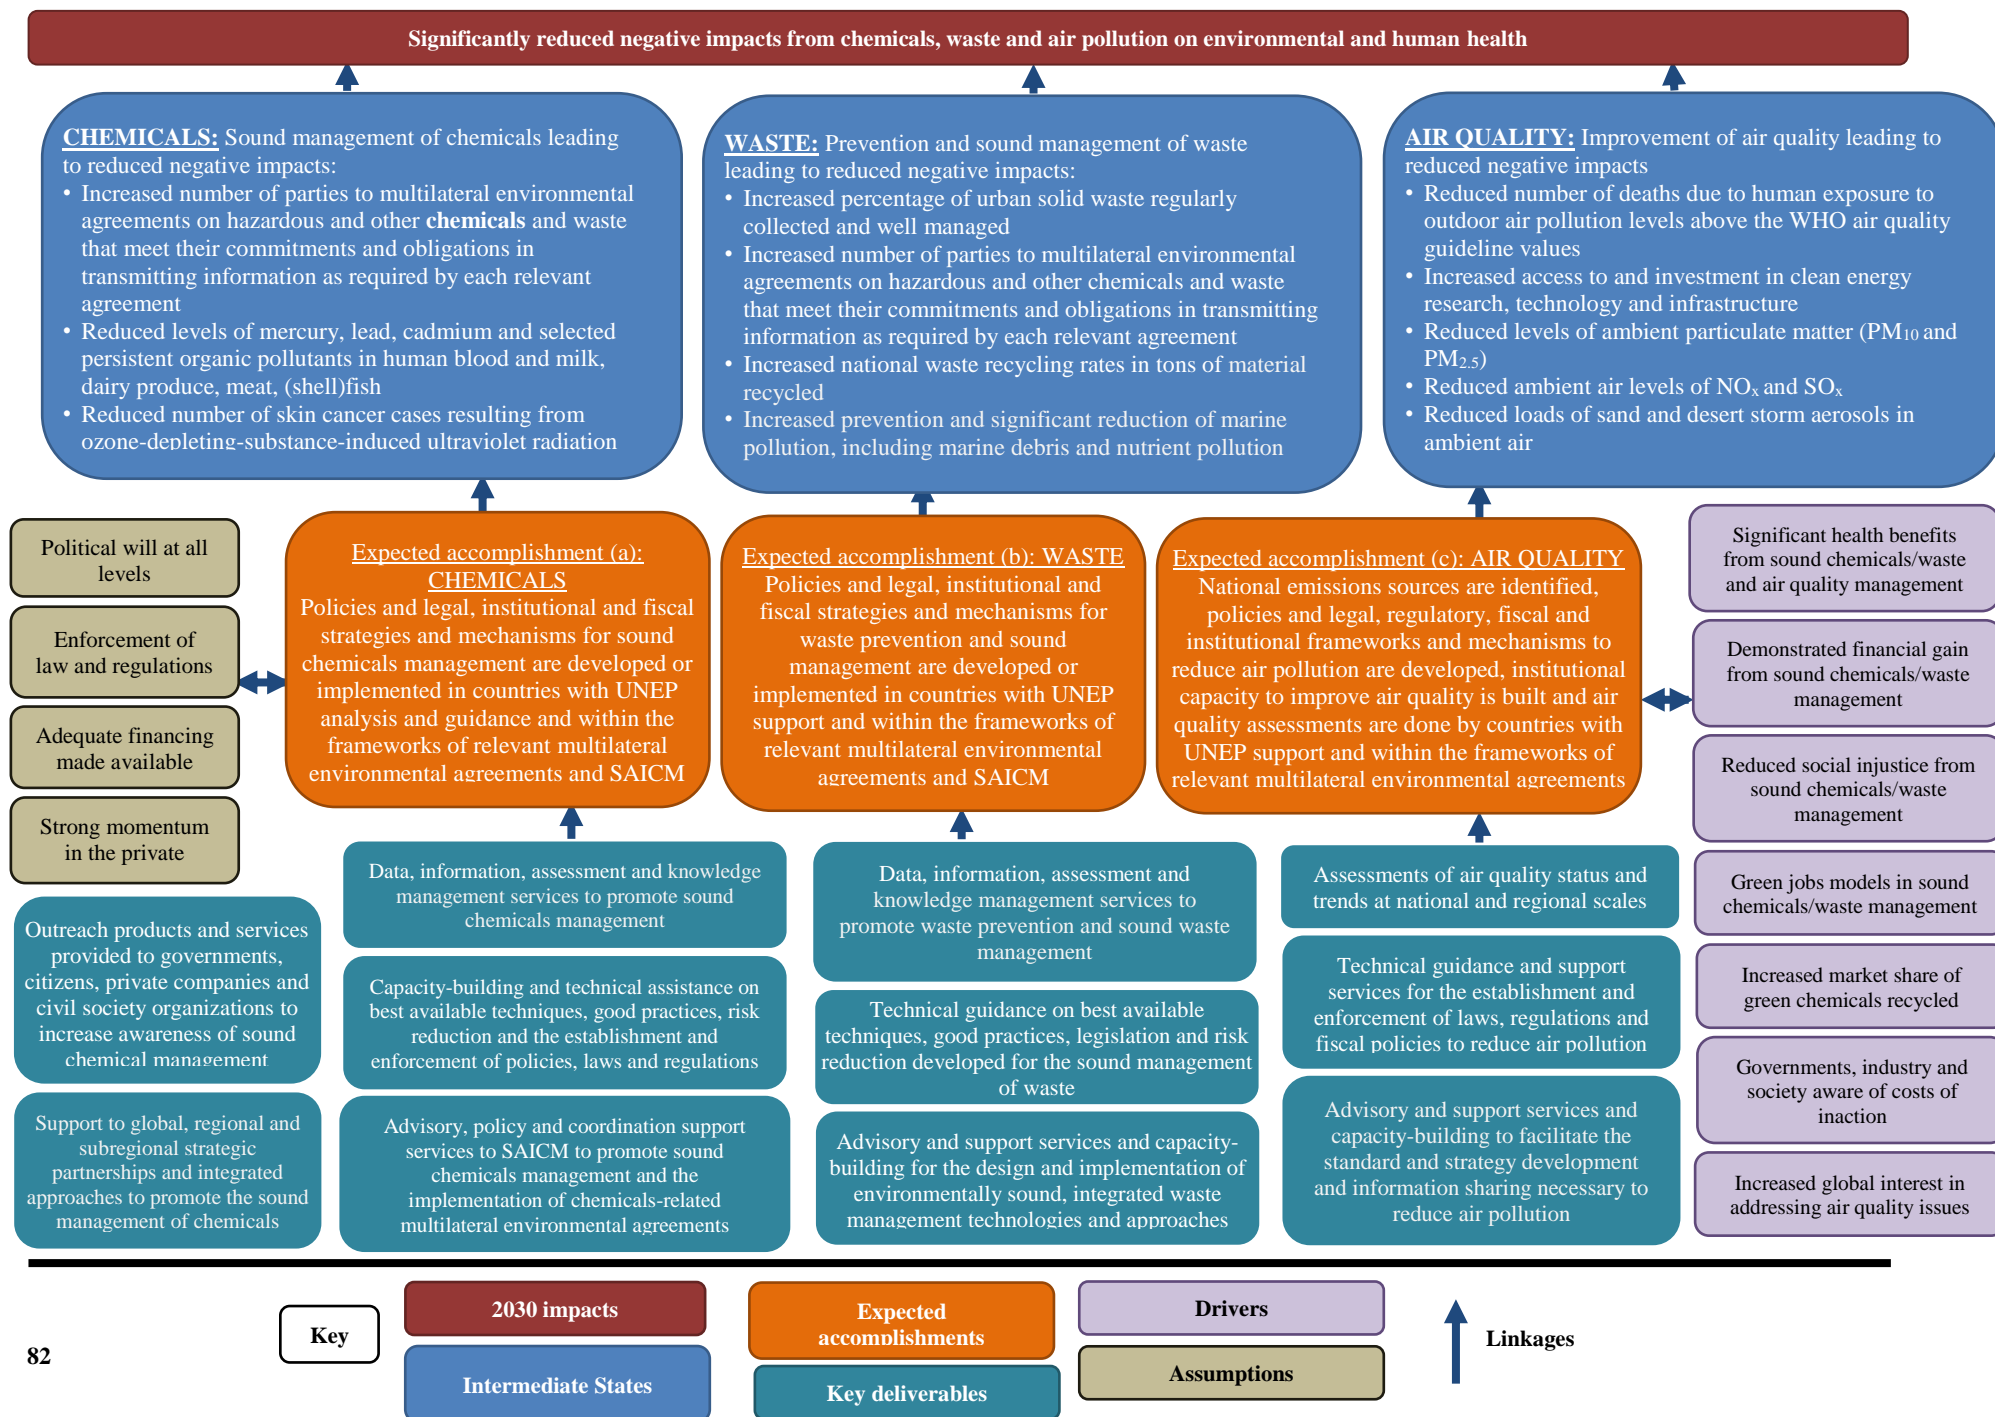 Significantly reduced negative impacts from chemicals, waste and air pollution on environmental and human health
CHEMICALS: Sound management of chemicals leading
to reduced negative impacts:
• Increased number of parties to multilateral environmental
agreements on hazardous and other chemicals and waste
that meet their commitments and obligations in
transmitting information as required by each relevant
agreement
• Reduced levels of mercury, lead, cadmium and selected
persistent organic pollutants in human blood and milk,
dairy produce, meat, (shell)fish
• Reduced number of skin cancer cases resulting from
ozone-depleting-substance-induced ultraviolet radiation
WASTE: Prevention and sound management of waste
leading to reduced negative impacts:
• Increased percentage of urban solid waste regularly
collected and well managed
• Increased number of parties to multilateral environmental
agreements on hazardous and other chemicals and waste
that meet their commitments and obligations in transmitting
information as required by each relevant agreement
• Increased national waste recycling rates in tons of material
recycled
• Increased prevention and significant reduction of marine
pollution, including marine debris and nutrient pollution
AIR QUALITY: Improvement of air quality leading to
reduced negative impacts
• Reduced number of deaths due to human exposure to
outdoor air pollution levels above the WHO air quality
guideline values
• Increased access to and investment in clean energy
research, technology and infrastructure
• Reduced levels of ambient particulate matter (PM10 and
PM2.5)
• Reduced ambient air levels of NOx and SOx
• Reduced loads of sand and desert storm aerosols in
ambient air
Political will at all
levels
Enforcement of
law and regulations
Adequate financing
made available
Strong momentum
in the private
Expected accomplishment (a):
CHEMICALS
Policies and legal, institutional and fiscal
strategies and mechanisms for sound
chemicals management are developed or
implemented in countries with UNEP
analysis and guidance and within the
frameworks of relevant multilateral
environmental agreements and SAICM
Expected accomplishment (b): WASTE
Policies and legal, institutional and
fiscal strategies and mechanisms for
waste prevention and sound
management are developed or
implemented in countries with UNEP
support and within the frameworks of
relevant multilateral environmental
agreements and SAICM
Expected accomplishment (c): AIR QUALITY
National emissions sources are identified,
policies and legal, regulatory, fiscal and
institutional frameworks and mechanisms to
reduce air pollution are developed, institutional
capacity to improve air quality is built and air
quality assessments are done by countries with
UNEP support and within the frameworks of
relevant multilateral environmental agreements
Significant health benefits
from sound chemicals/waste
and air quality management
Demonstrated financial gain
from sound chemicals/waste
management
Reduced social injustice from
sound chemicals/waste
management
Green jobs models in sound
chemicals/waste management
Increased market share of
green chemicals recycled
Governments, industry and
society aware of costs of
inaction
Increased global interest in
addressing air quality issues
Outreach products and services
provided to governments,
citizens, private companies and
civil society organizations to
increase awareness of sound
chemical management
Support to global, regional and
subregional strategic
partnerships and integrated
approaches to promote the sound
management of chemicals
Data, information, assessment and knowledge
management services to promote sound
chemicals management
Capacity-building and technical assistance on
best available techniques, good practices, risk
reduction and the establishment and
enforcement of policies, laws and regulations
Advisory, policy and coordination support
services to SAICM to promote sound
chemicals management and the
implementation of chemicals-related
multilateral environmental agreements
Data, information, assessment and
knowledge management services to
promote waste prevention and sound waste
management
Technical guidance on best available
techniques, good practices, legislation and risk
reduction developed for the sound management
of waste
Advisory and support services and capacity-
building for the design and implementation of
environmentally sound, integrated waste
management technologies and approaches
Assessments of air quality status and
trends at national and regional scales
Technical guidance and support
services for the establishment and
enforcement of laws, regulations and
fiscal policies to reduce air pollution
Advisory and support services and
capacity-building to facilitate the
standard and strategy development
and information sharing necessary to
reduce air pollution
Key
2030 impacts
Intermediate States
Expected
accomplishments
Key deliverables
Drivers
Assumptions
Linkages
82